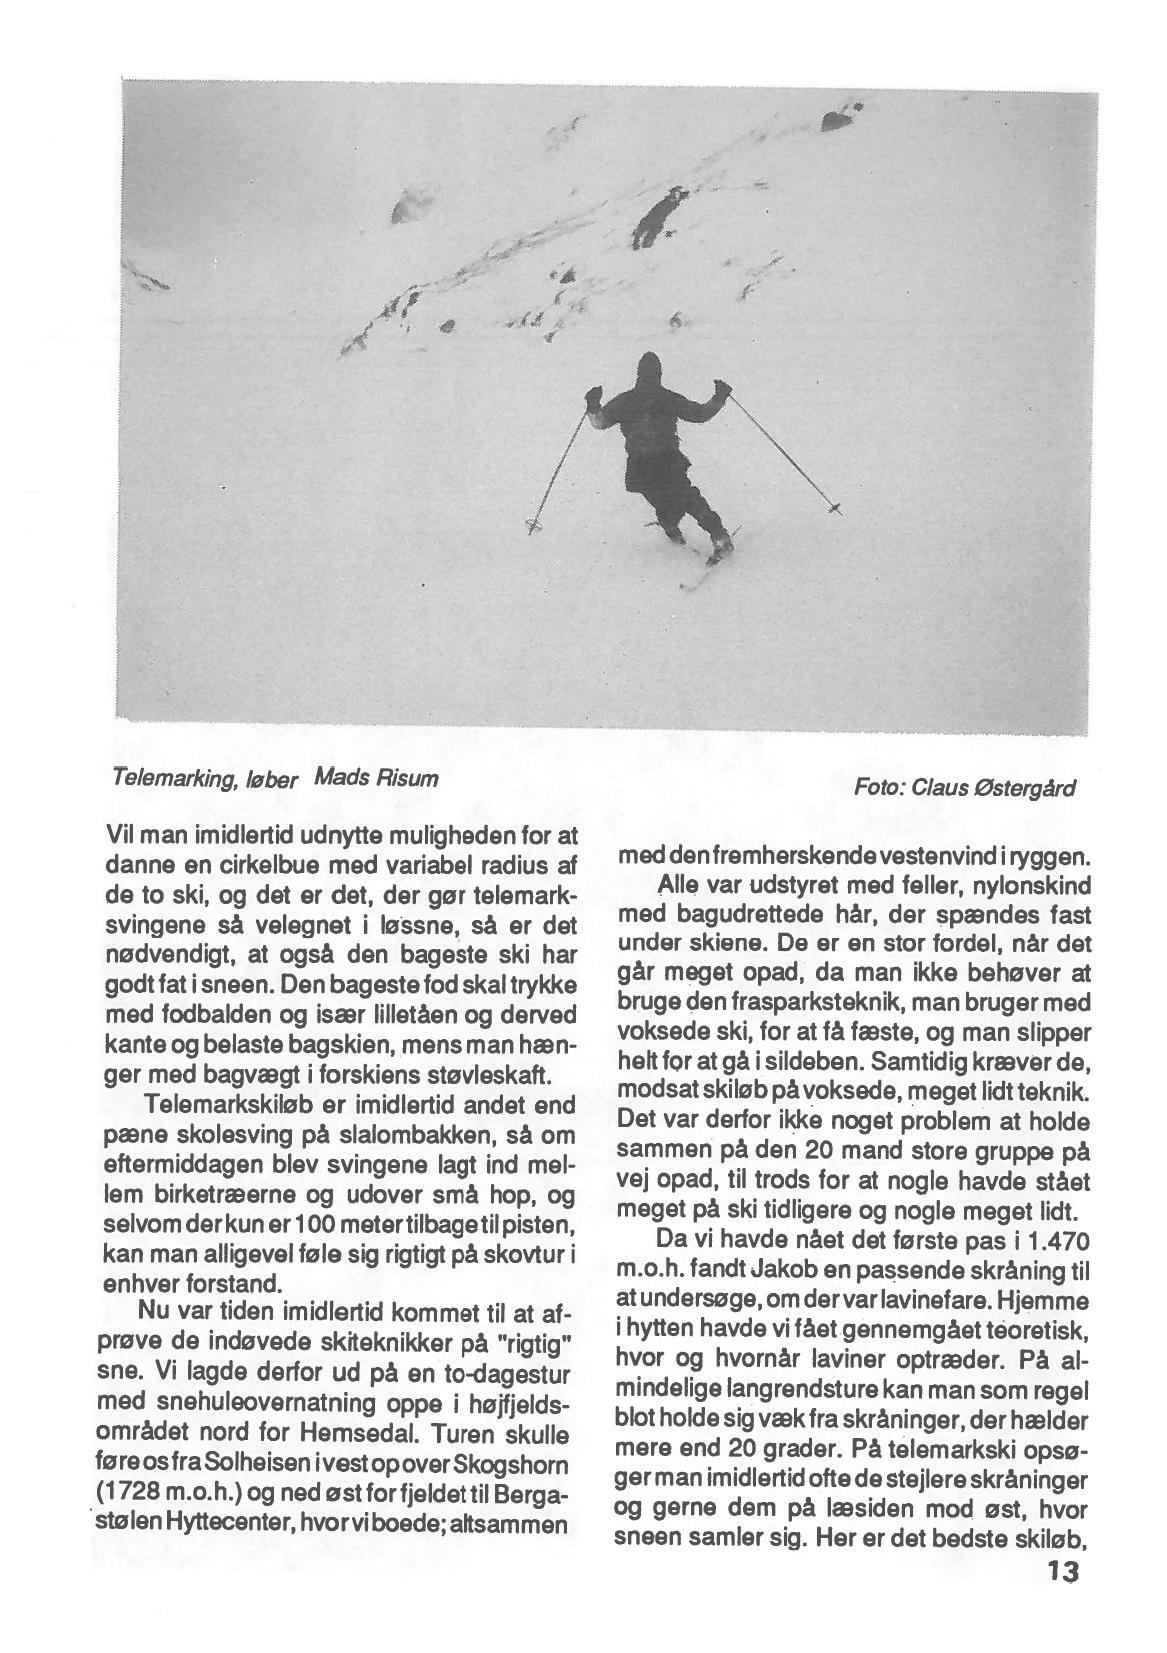 Telemarking, løber Mads Risum
Foto: Claus Østergård
Vil man imidlertid udnytte muligheden for at
danne en cirkelbue med variabel radius af
de to ski, og det er det, der gør telemark-
svingene så velegnet i løssne, så er det
nødvendigt, at også den bageste ski har
godt fat i sneen. Den bageste fod skal trykke
med fodbalden og især lilletåen og derved
kante og belaste bagskien, mens man hæn-
ger med bagvægt i forskiens støvleskaft.
Telemarkskiløb er imidlertid andet end
pæne skolesving på slalombakken, så om
eftermiddagen blev svingene lagt ind mel-
lem birketræerne og udover små hop, og
selvom der kun er 100 meter tilbage til pisten,
kan man alligevel føle sig rigtigt på skovtur i
enhver forstand.
Nu var tiden imidlertid kommet til at af-
prøve de indøvede skiteknikker på "rigtig"
sne. Vi lagde derfor ud på en to-dagestur
med snehuleovernatning oppe i højfjelds-
området nord for Hemsedal. Turen skulle
føre os fra Solheisen i vest op over Skogshorn
(1728 m.o.h.) og ned øst for fjeldet til Berga-
stølen Hyttecenter, hvor vi boede; altsammen
med den fremherskende vestenvind i ryggen.
Alle var udstyret med feller, nylonskind
med bagudrettede hår, der spændes fast
under skiene. De er en stor fordel, når det
går meget opad, da man ikke behøver at
bruge den frasparksteknik, man bruger med
voksede ski, for at få fæste, og man slipper
helt for at gå i sildeben. Samtidig kræver de,
modsat skiløb på voksede, meget lidt teknik.
Det var derfor ikke noget problem at holde
sammen på den 20 mand store gruppe på
vej opad, til trods for at nogle havde stået
meget på ski tidligere og nogle meget lidt.
Da vi havde nået det første pas i 1.470
m.o.h. fandt Jakob en passende skråning til
at undersøge, om der var lavinefare. Hjemme
i hytten havde vi fået gennemgået teoretisk,
hvor og hvornår laviner optræder. På al-
mindelige langrendsture kan man som regel
blot holde sig væk fra skråninger, der hælder
mere end 20 grader. På telemarkski opsø-
ger man imidlertid ofte de stejlere skråninger
og gerne dem på læsiden mod øst, hvor
sneen samler sig. Her er det bedste skiløb,
13